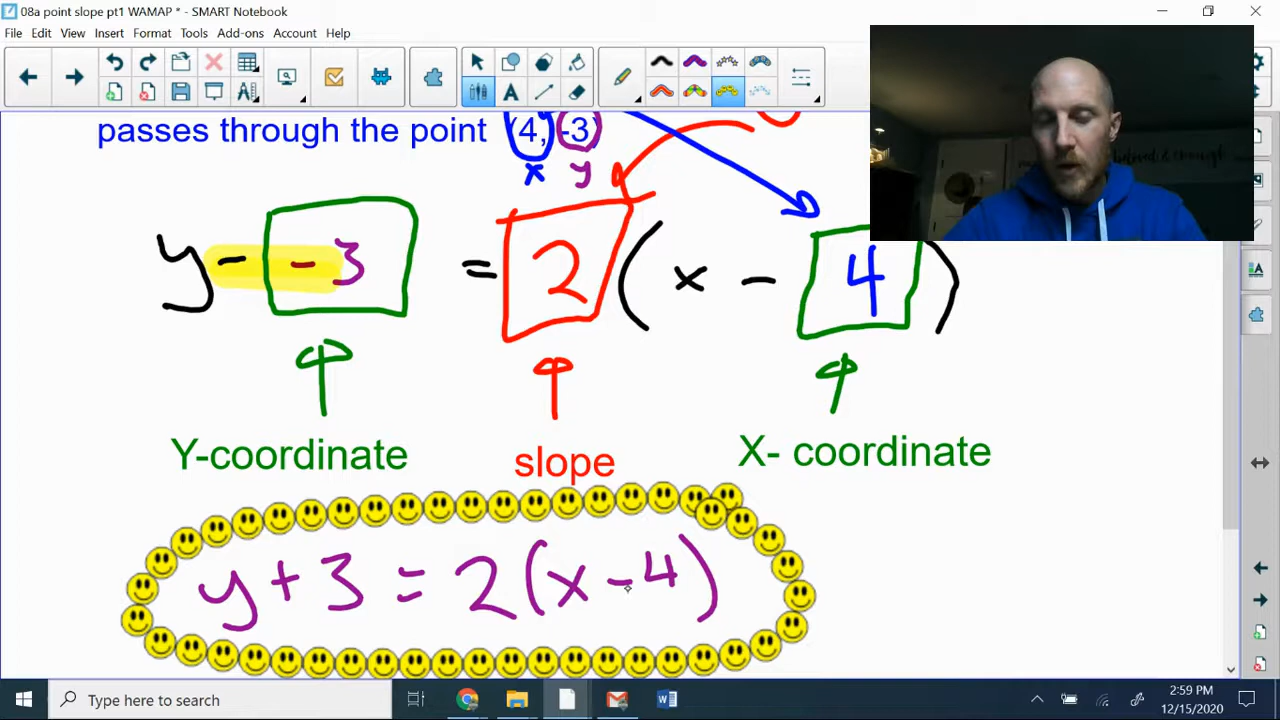 08a point slope pt1 WAMAP * - SMART Notebook
File Edit View Insert Format Tools Add-ons Account Help
passes through the point (4,-3)
x y
y - -3 = 2 (x - 4)
Y-coordinate slope X- coordinate
y + 3 = 2(x - 4)
Type here to search
2:59 PM
12/15/2020